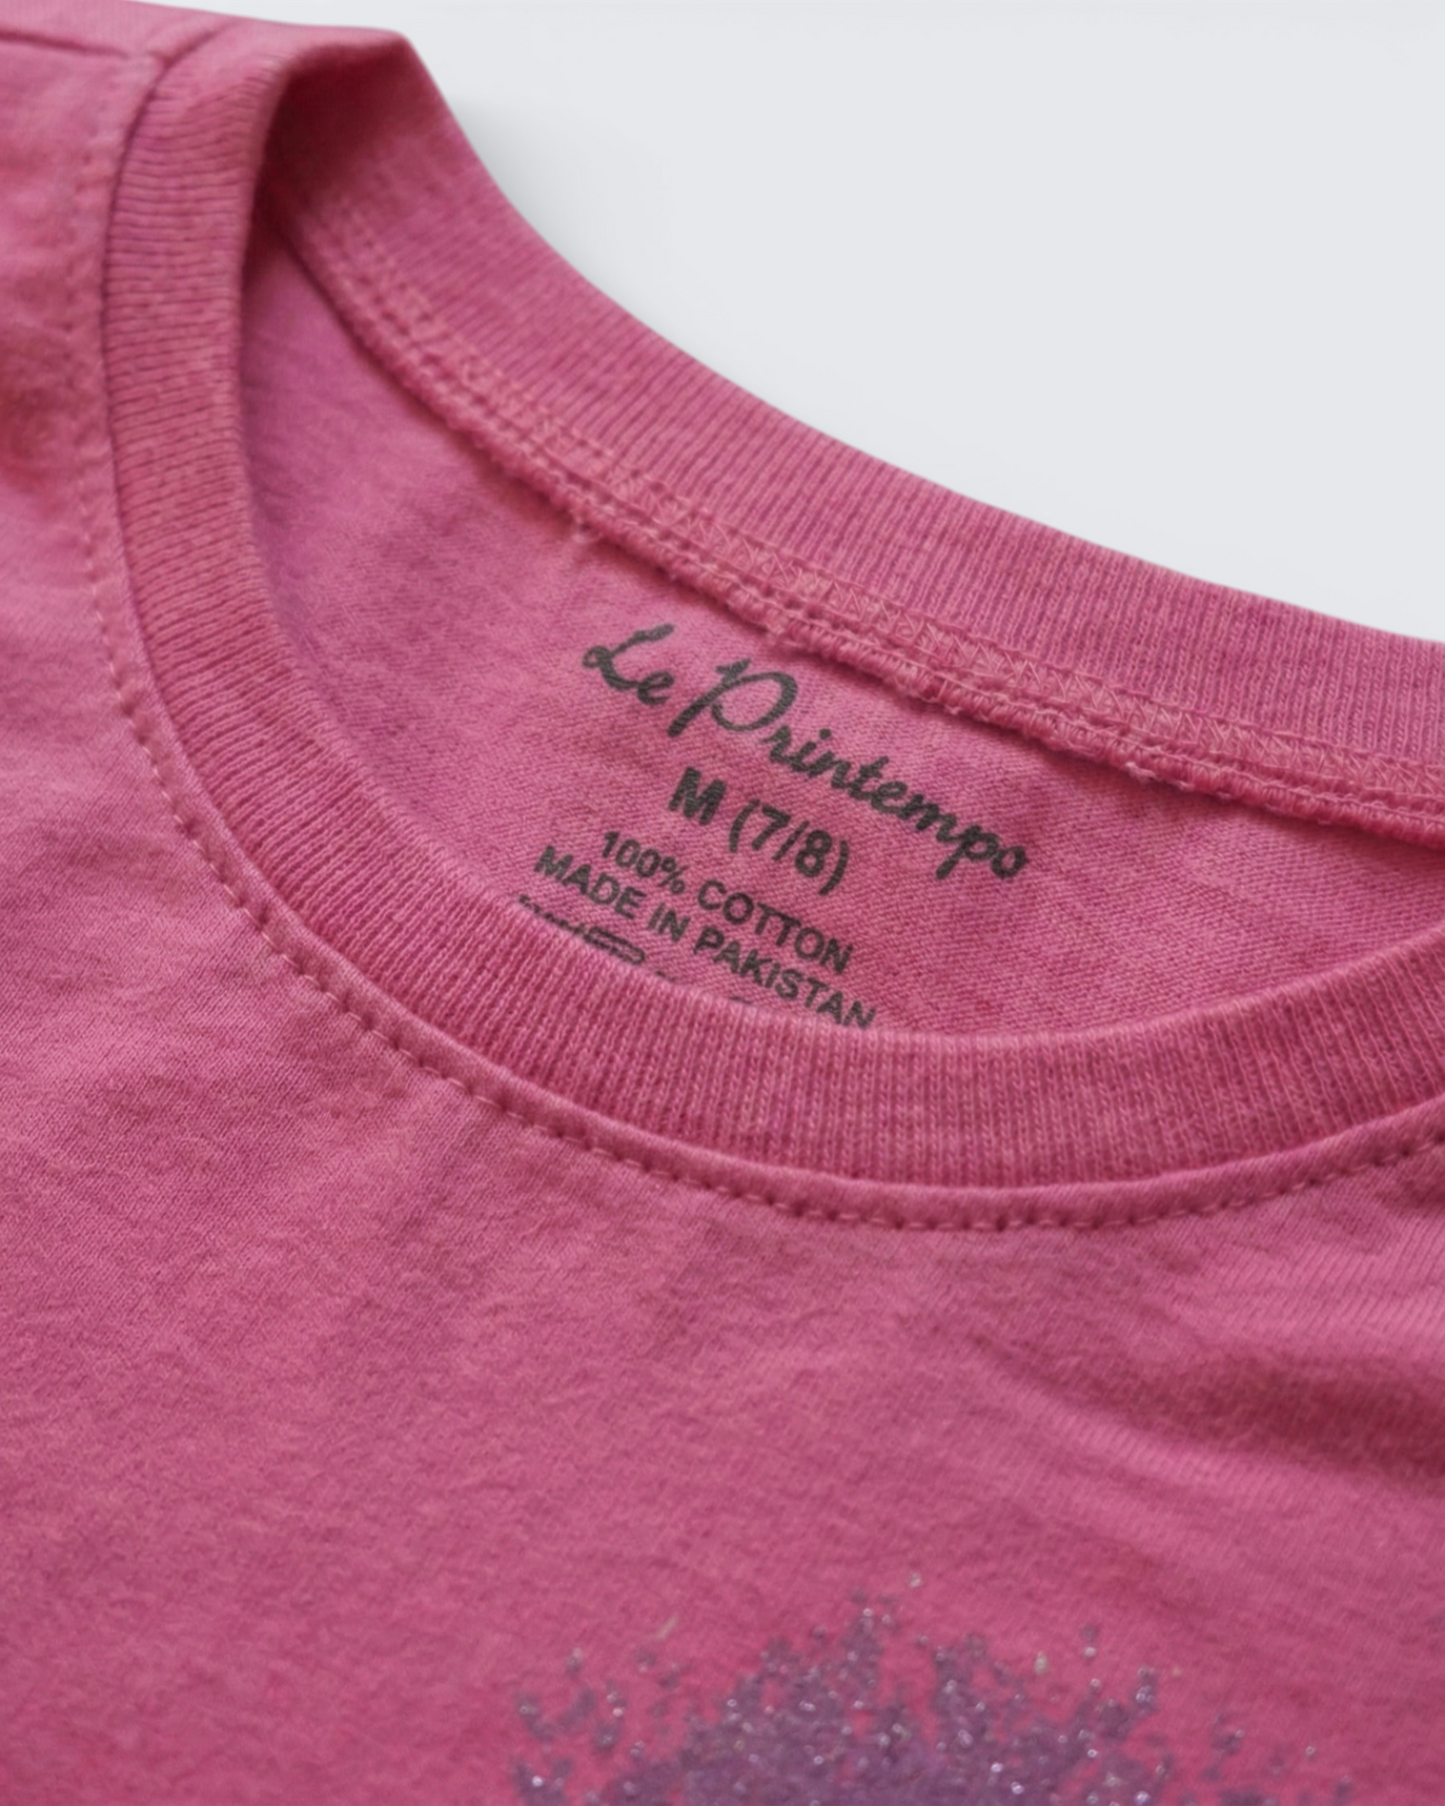 Le Printempo
M (7/8)
100% COTTON
MADE IN PAKISTAN